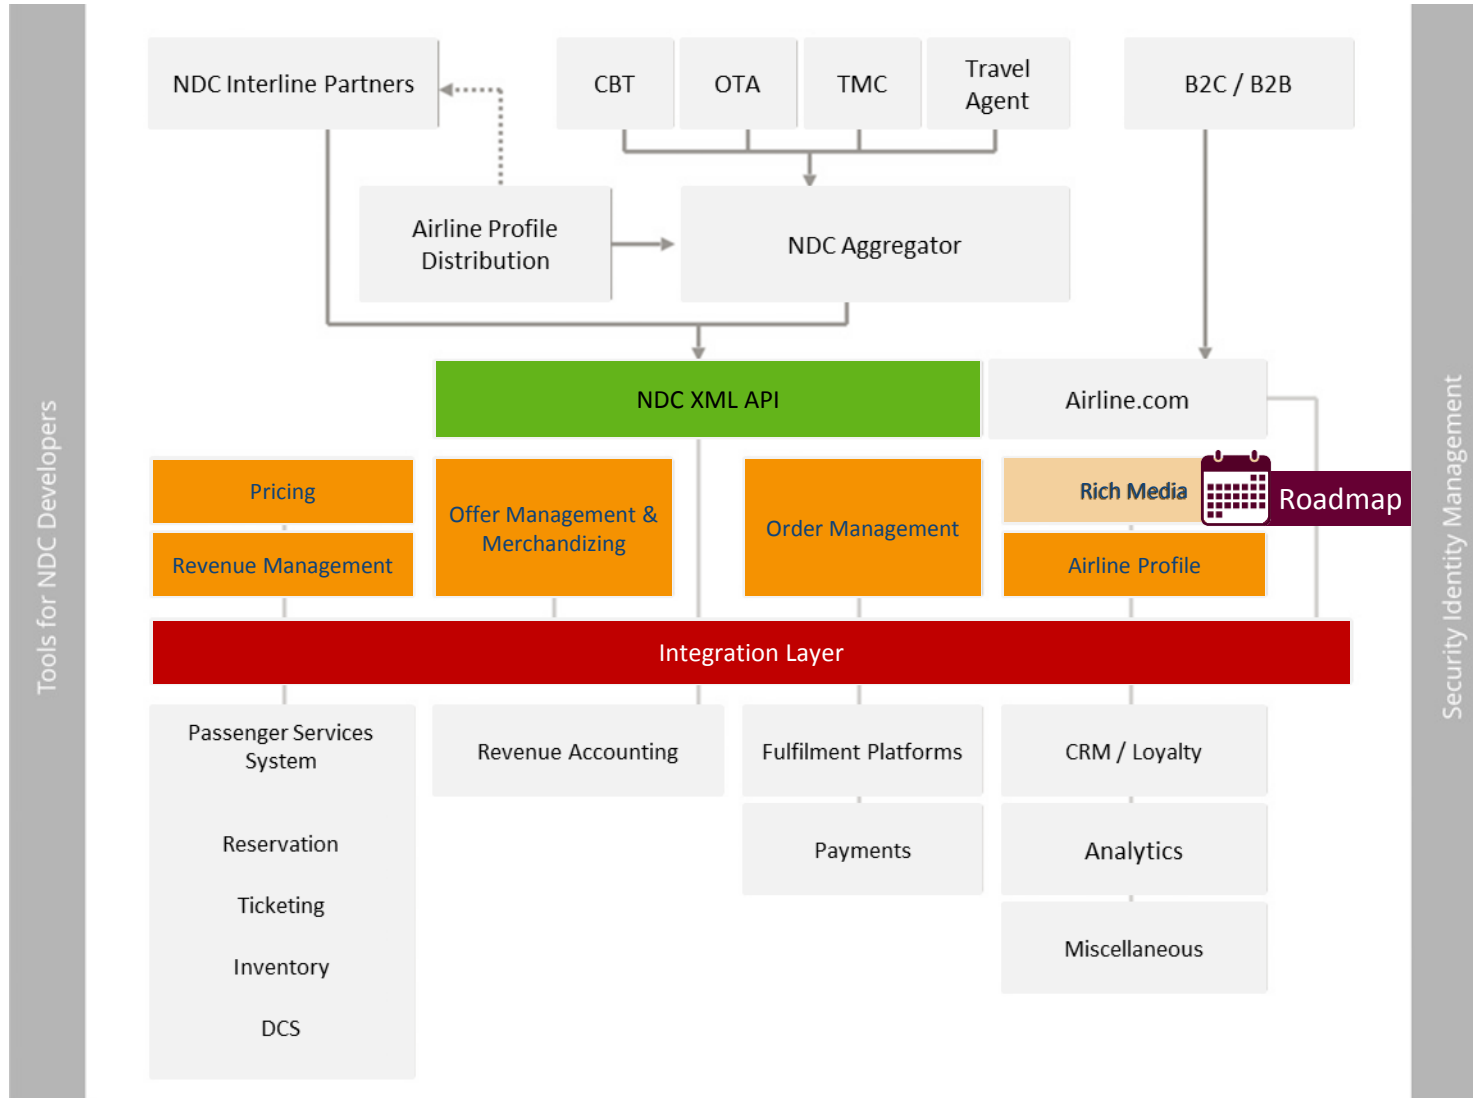 NDC Interline Partners
CBT
OTA
TMC
Travel
Agent
B2C / B2B
Airline Profile
Distribution
NDC Aggregator
NDC XML API
Airline.com
Pricing
Revenue Management
Offer Management &
Merchandizing
Order Management
Rich Media
Roadmap
Airline Profile
Integration Layer
Passenger Services
System
Reservation
Ticketing
Inventory
DCS
Revenue Accounting
Fulfilment Platforms
Payments
CRM / Loyalty
Analytics
Miscellaneous
Tools for NDC Developers
Security Identity Management